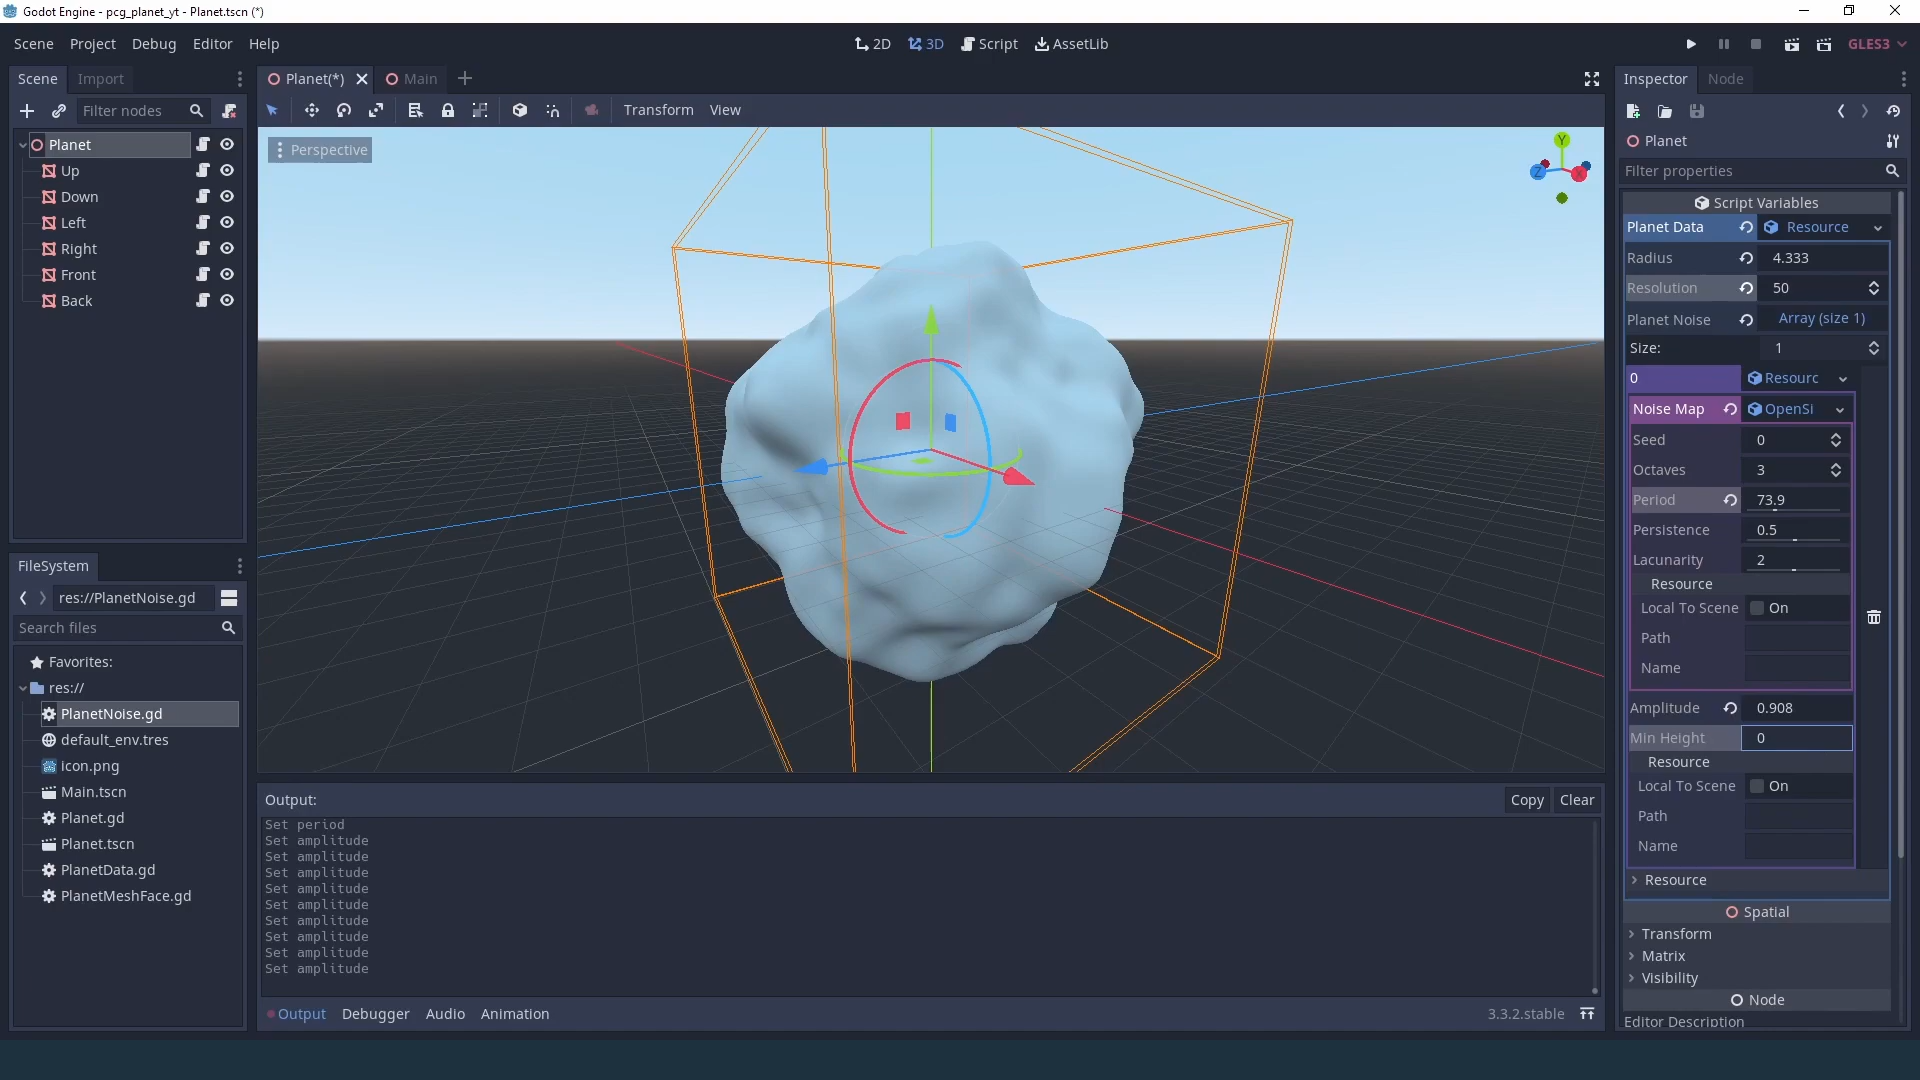 Godot Engine - pcg_planet_yt - Planet.tscn (*)
Scene Project Debug Editor Help
2D 3D Script AssetLib
GLES3
Scene Import
Filter nodes
Planet
Up
Down
Left
Right
Front
Back
FileSystem
res://PlanetNoise.gd
Search files
Favorites:
res://
PlanetNoise.gd
default_env.tres
icon.png
Main.tscn
Planet.gd
Planet.tscn
PlanetData.gd
PlanetMeshFace.gd
Planet(*) Main
Transform View
Perspective
Y
Z
X
Output:
Copy Clear
Set period
Set amplitude
Set amplitude
Set amplitude
Set amplitude
Set amplitude
Set amplitude
Set amplitude
Set amplitude
Set amplitude
Output Debugger Audio Animation
3.3.2.stable
Inspector Node
Planet
Filter properties
Script Variables
Planet Data Resource
Radius 4.333
Resolution 50
Planet Noise Array (size 1)
Size: 1
0 Resourc
Noise Map OpenSi
Seed 0
Octaves 3
Period 73.9
Persistence 0.5
Lacunarity 2
Resource
Local To Scene On
Path
Name
Amplitude 0.908
Min Height 0
Resource
Local To Scene On
Path
Name
Resource
Spatial
Transform
Matrix
Visibility
Node
Editor Description